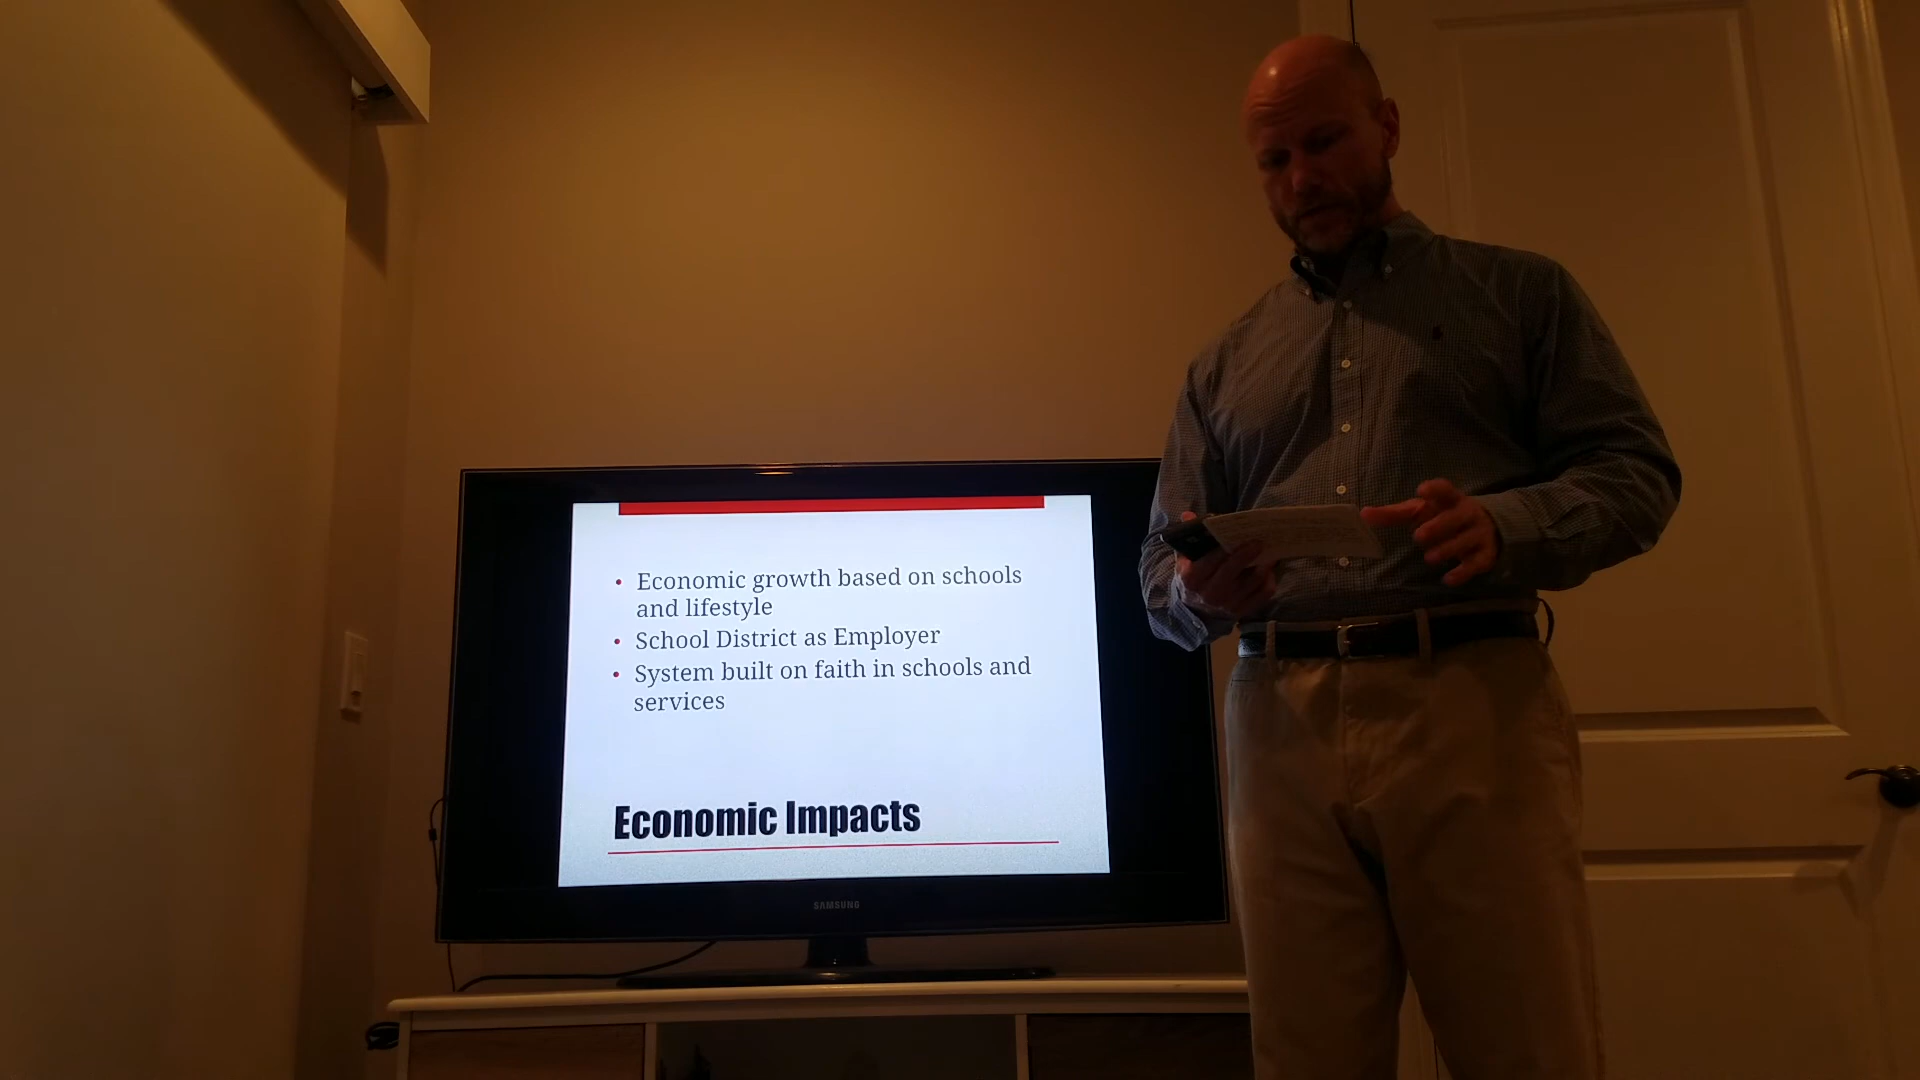 • Economic growth based on schools
and lifestyle
• School District as Employer
• System built on faith in schools and
services
Economic Impacts
SAMSUNG